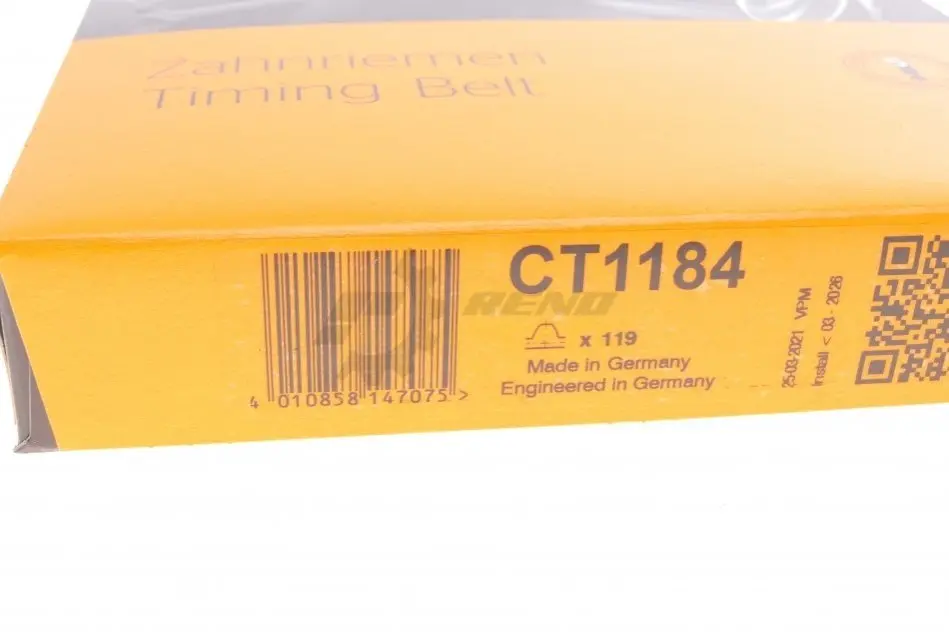 Zahnriemen
Timing Belt
CT1184
RENO
x 119
Made in Germany
Engineered in Germany
4 010858 147075 >
25-03-2021 VPM
Install < 03 - 2026